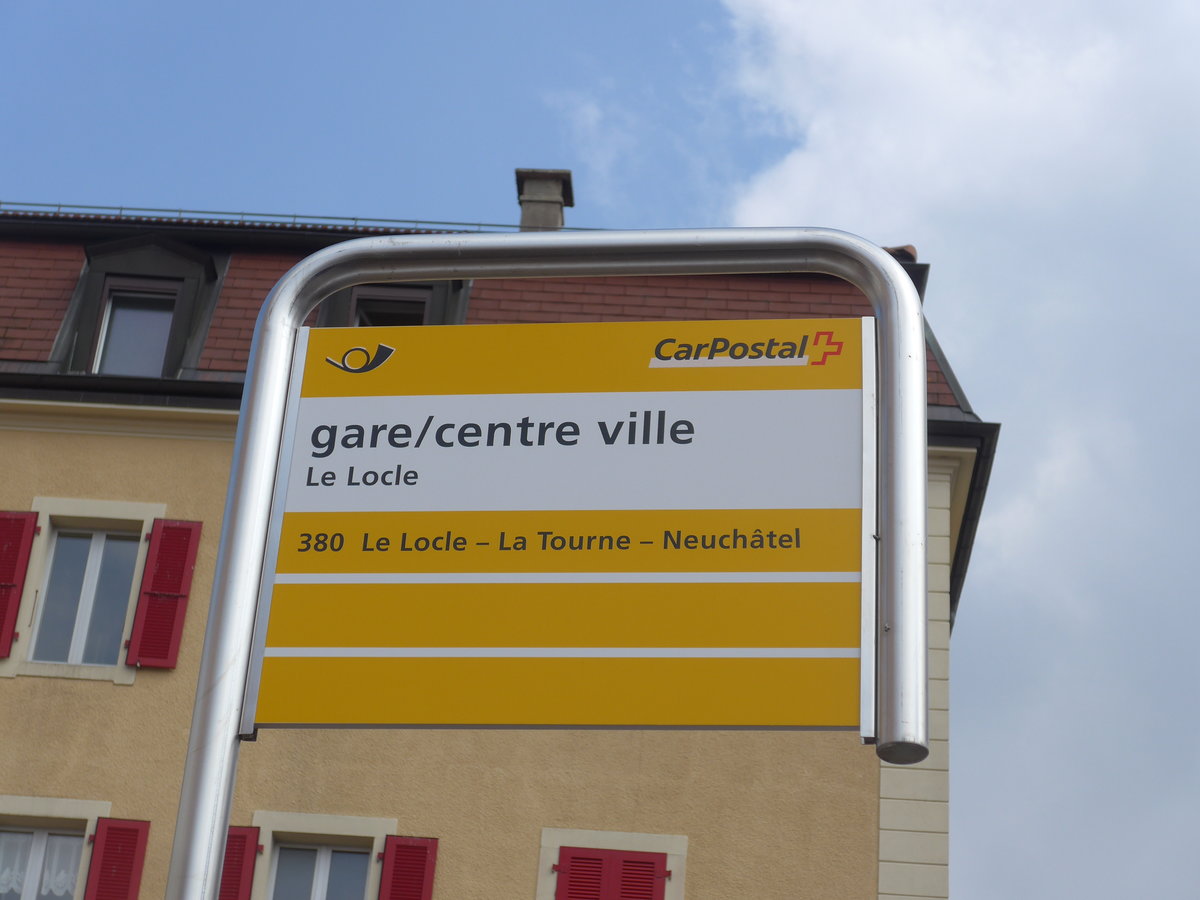 CarPostal
gare/centre ville
Le Locle
380 Le Locle – La Tourne – Neuchâtel